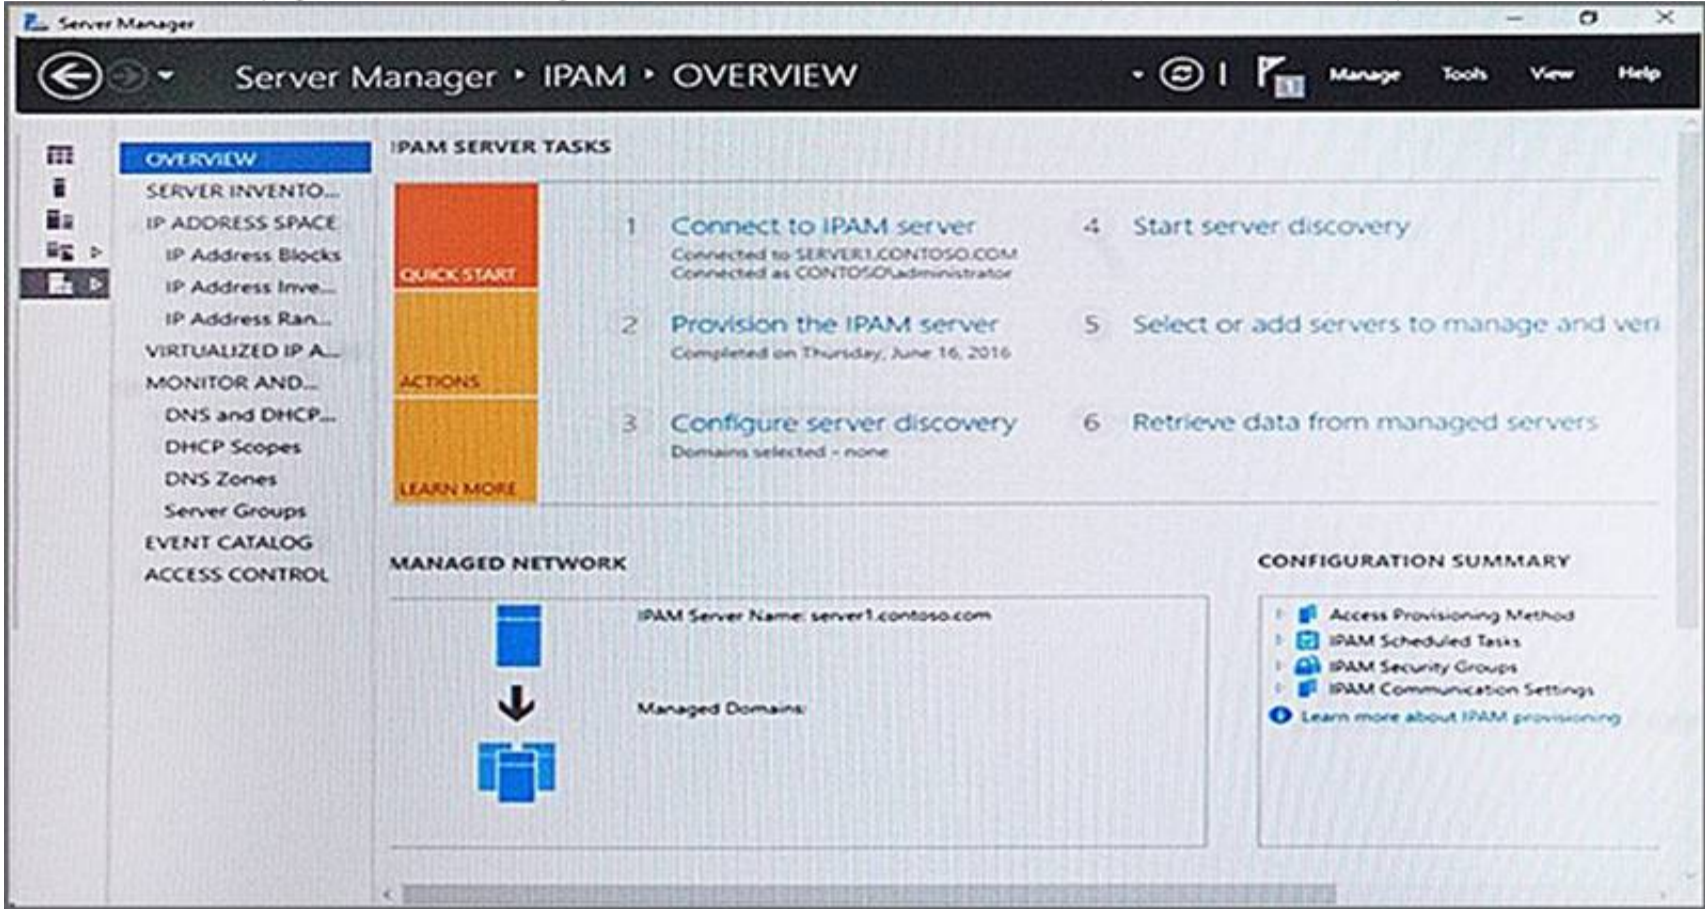 Server Manager
Server Manager ‣ IPAM ‣ OVERVIEW
Manage Tools View Help
OVERVIEW
SERVER INVENTO...
IP ADDRESS SPACE
IP Address Blocks
IP Address Inve...
IP Address Ran...
VIRTUALIZED IP A...
MONITOR AND...
DNS and DHCP...
DHCP Scopes
DNS Zones
Server Groups
EVENT CATALOG
ACCESS CONTROL
IPAM SERVER TASKS
QUICK START
ACTIONS
LEARN MORE
1 Connect to IPAM server
Connected to SERVER1.CONTOSO.COM
Connected as CONTOSO\administrator
2 Provision the IPAM server
Completed on Thursday, June 16, 2016
3 Configure server discovery
Domains selected - none
4 Start server discovery
5 Select or add servers to manage and veri
6 Retrieve data from managed servers
MANAGED NETWORK
IPAM Server Name: server1.contoso.com
Managed Domains:
CONFIGURATION SUMMARY
Access Provisioning Method
IPAM Scheduled Tasks
IPAM Security Groups
IPAM Communication Settings
Learn more about IPAM provisioning